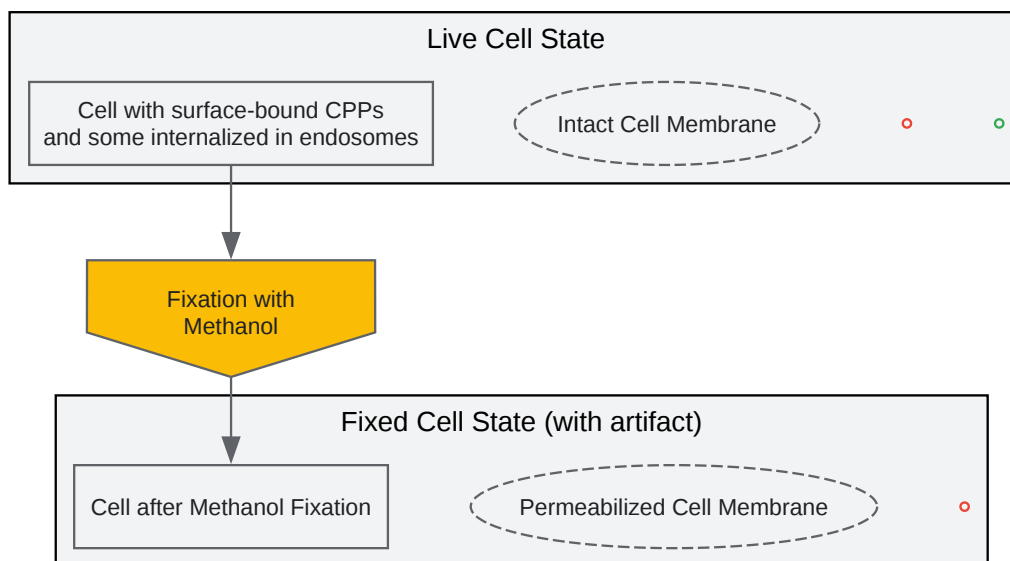 Live Cell State
Cell with surface-bound CPPs
and some internalized in endosomes
Intact Cell Membrane
Fixation with
Methanol
Fixed Cell State (with artifact)
Cell after Methanol Fixation
Permeabilized Cell Membrane